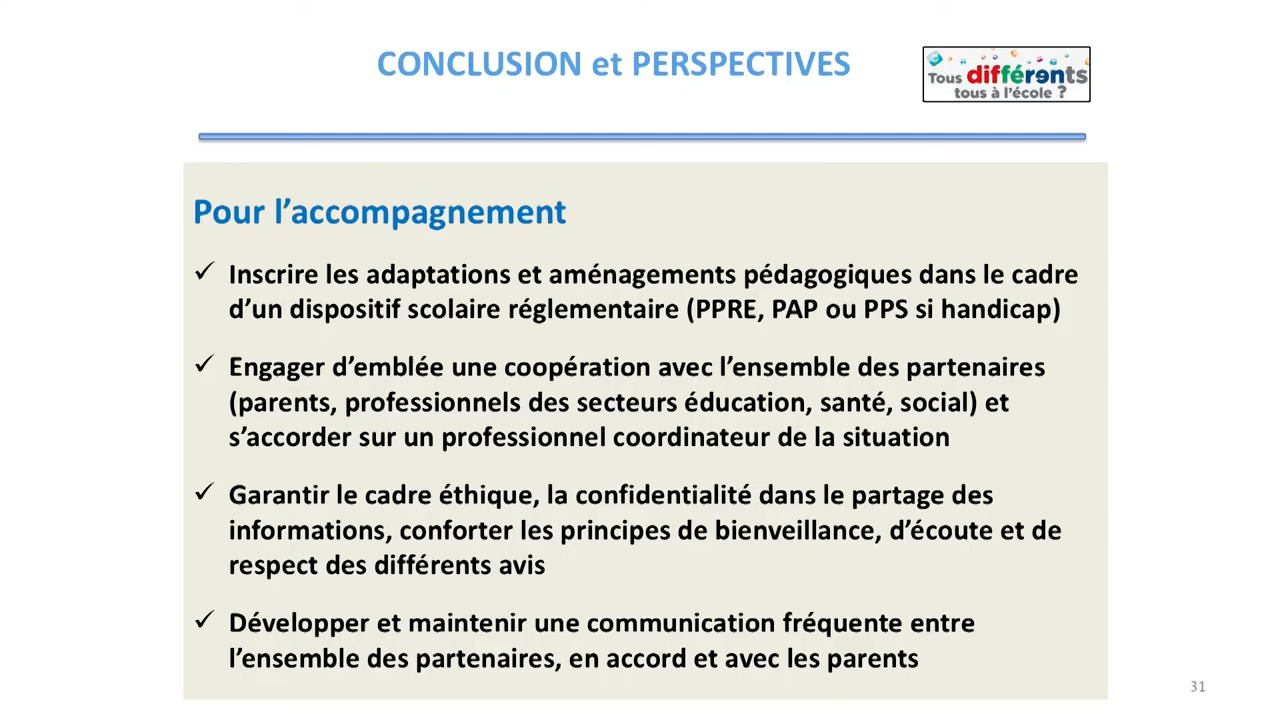 CONCLUSION et PERSPECTIVES
Tous différents
tous à l'école ?
Pour l’accompagnement
✓ Inscrire les adaptations et aménagements pédagogiques dans le cadre
d’un dispositif scolaire réglementaire (PPRE, PAP ou PPS si handicap)
✓ Engager d’emblée une coopération avec l’ensemble des partenaires
(parents, professionnels des secteurs éducation, santé, social) et
s’accorder sur un professionnel coordinateur de la situation
✓ Garantir le cadre éthique, la confidentialité dans le partage des
informations, conforter les principes de bienveillance, d’écoute et de
respect des différents avis
✓ Développer et maintenir une communication fréquente entre
l’ensemble des partenaires, en accord et avec les parents
31